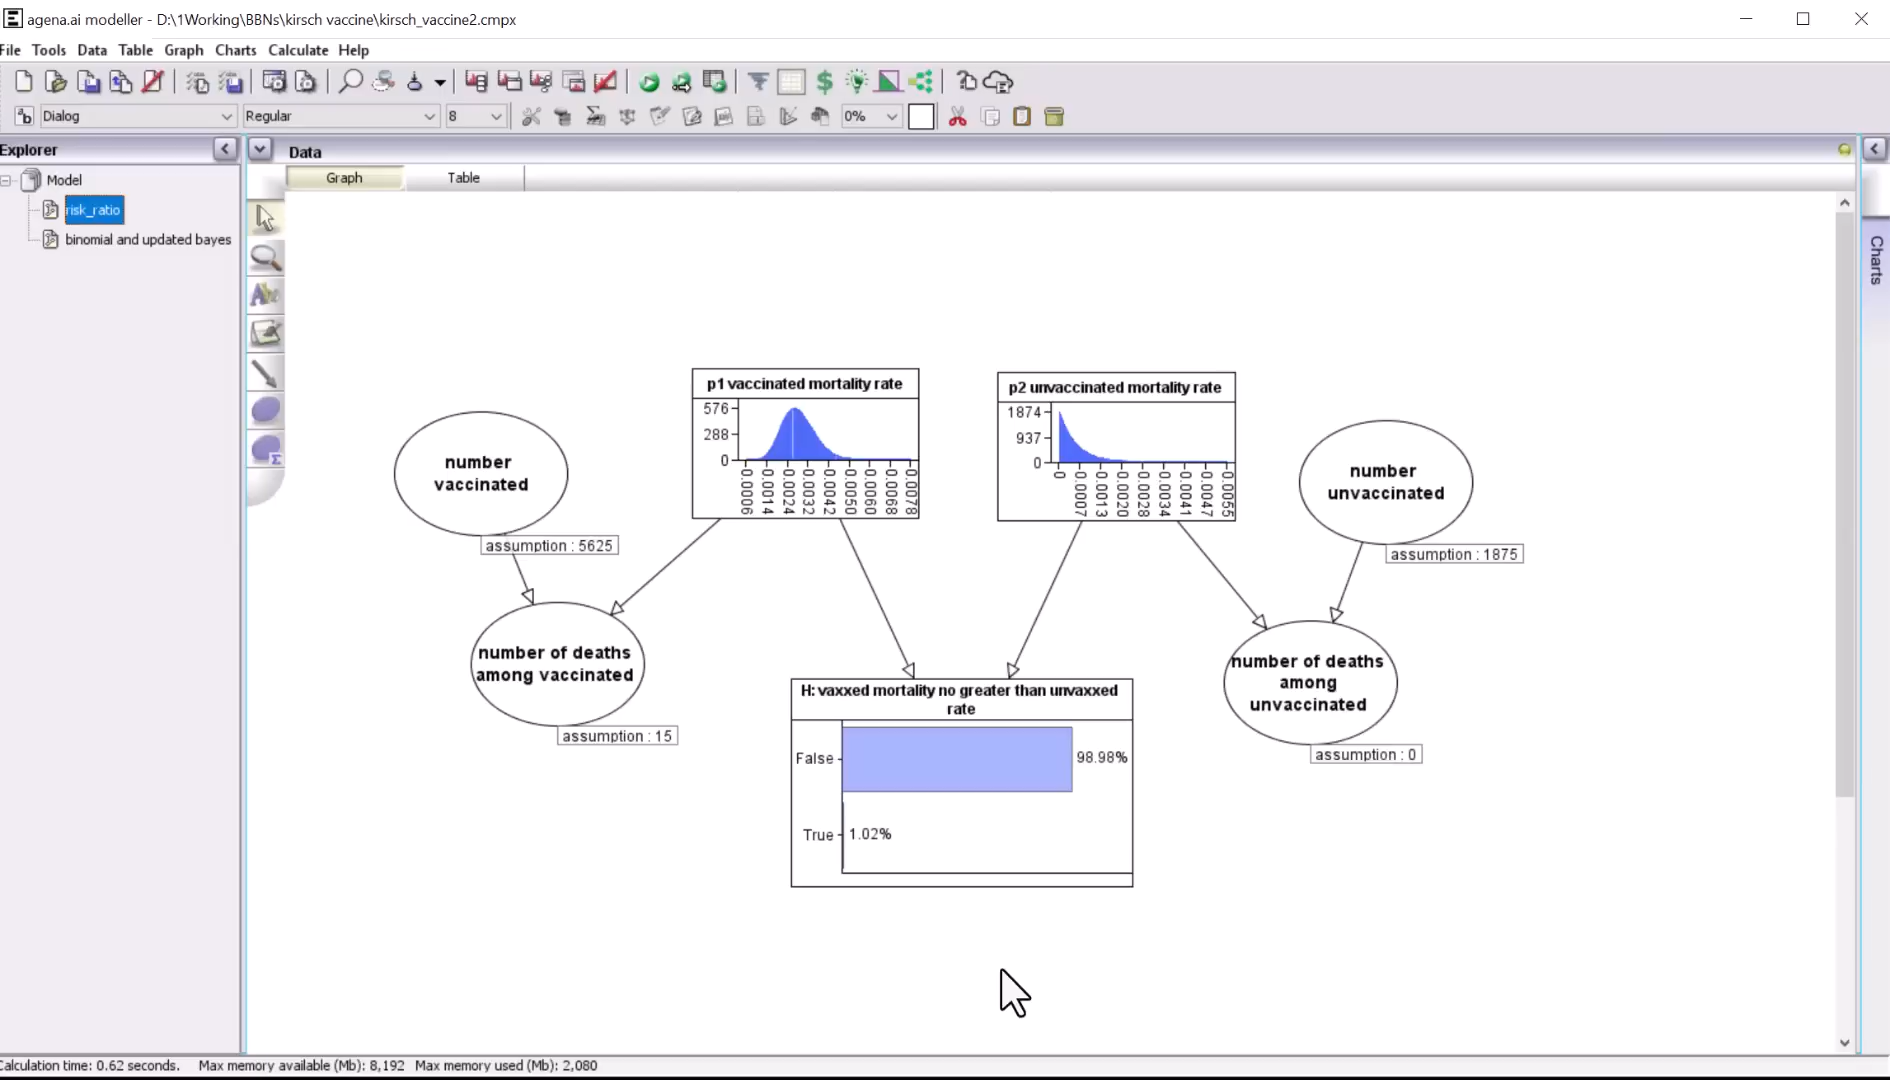 agena.ai modeller - D:\1Working\BBNs\kirsch vaccine\kirsch_vaccine2.cmpx
File Tools Data Table Graph Charts Calculate Help
Dialog Regular 8 0%
Explorer
Data
Graph Table
Model
risk_ratio
binomial and updated bayes
Charts
p1 vaccinated mortality rate
576
288
0
0.0006
0.0014
0.0024
0.0032
0.0042
0.0050
0.0060
0.0068
0.0078
p2 unvaccinated mortality rate
1874
937
0
0
0.0007
0.0013
0.0020
0.0028
0.0034
0.0041
0.0047
0.0055
number
vaccinated
assumption : 5625
number
unvaccinated
assumption : 1875
number of deaths
among vaccinated
assumption : 15
number of deaths
among
unvaccinated
assumption : 0
H: vaxxed mortality no greater than unvaxxed
rate
False 98.98%
True 1.02%
Calculation time: 0.62 seconds. Max memory available (Mb): 8,192 Max memory used (Mb): 2,080